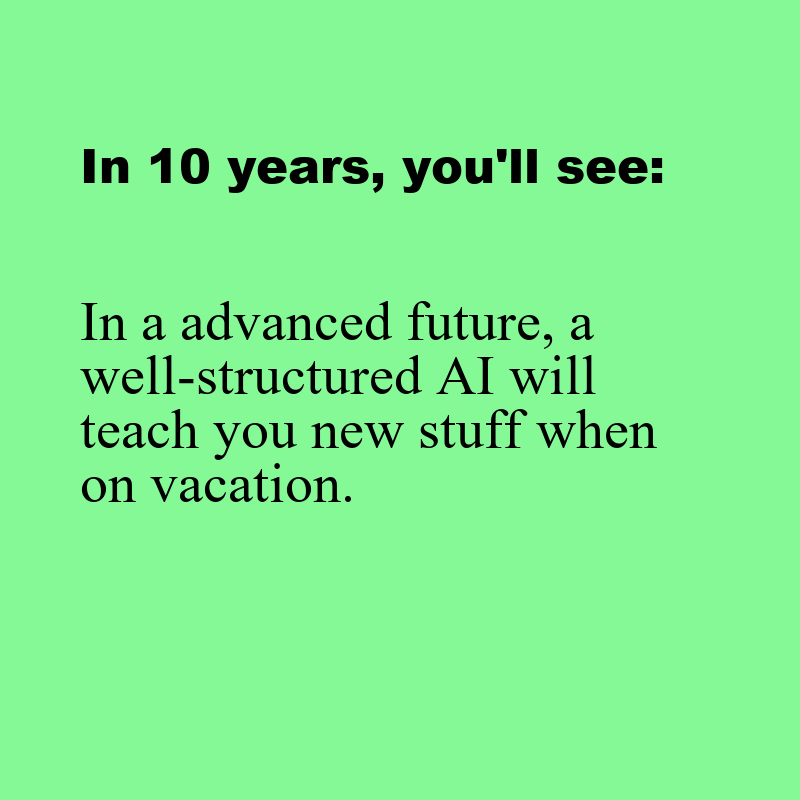 In 10 years, you'll see:
In a advanced future, a
well-structured AI will
teach you new stuff when
on vacation.